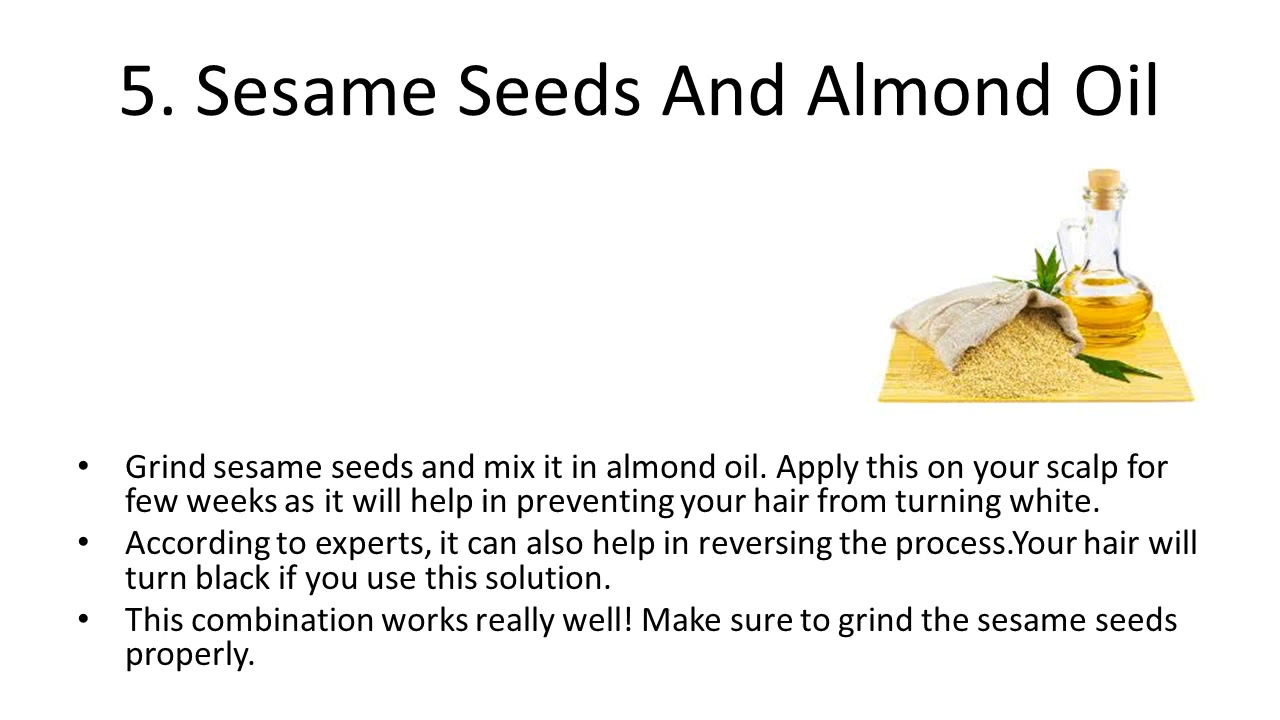 5. Sesame Seeds And Almond Oil
• Grind sesame seeds and mix it in almond oil. Apply this on your scalp for
few weeks as it will help in preventing your hair from turning white.
• According to experts, it can also help in reversing the process.Your hair will
turn black if you use this solution.
• This combination works really well! Make sure to grind the sesame seeds
properly.